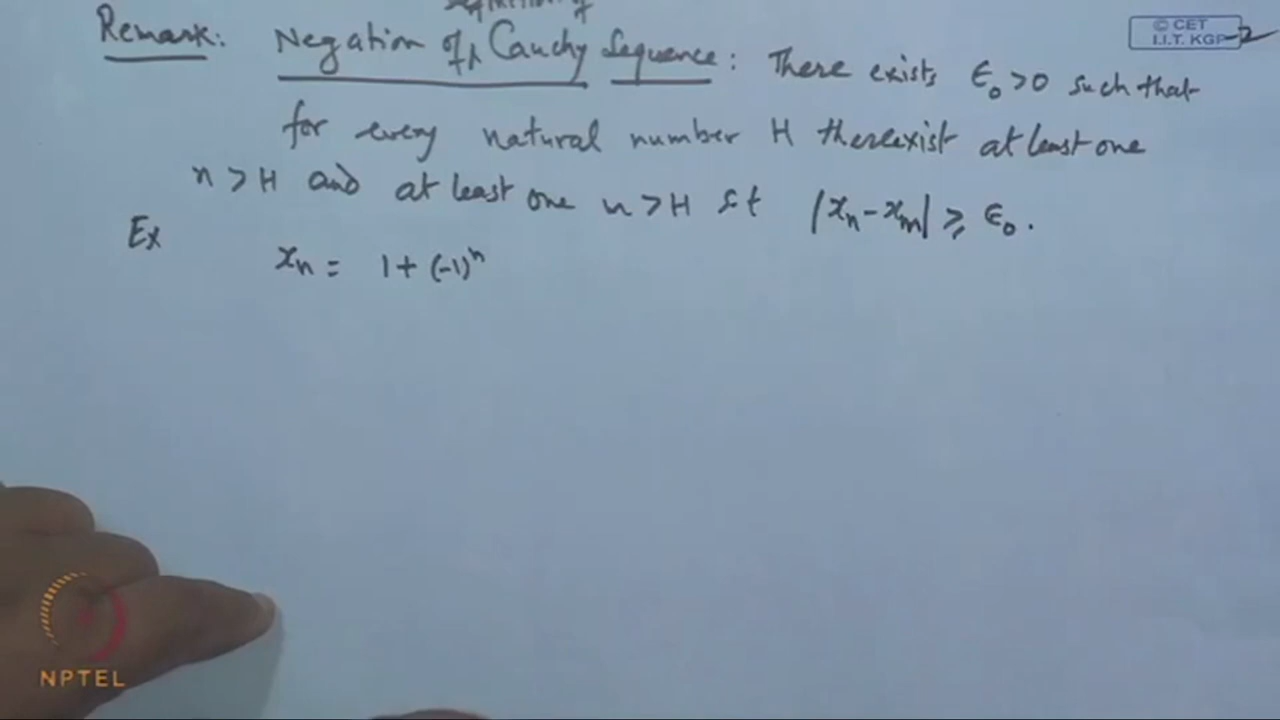 © CET
I.I.T. KGP
Remark: Negation of Cauchy Sequence: There exists ϵ₀ > 0 such that
for every natural number H there exist at least one
n > H and at least one n > H st |xₙ - xₘ| ≥ ϵ₀.
Ex
xₙ = 1 + (-1)ⁿ
NPTEL